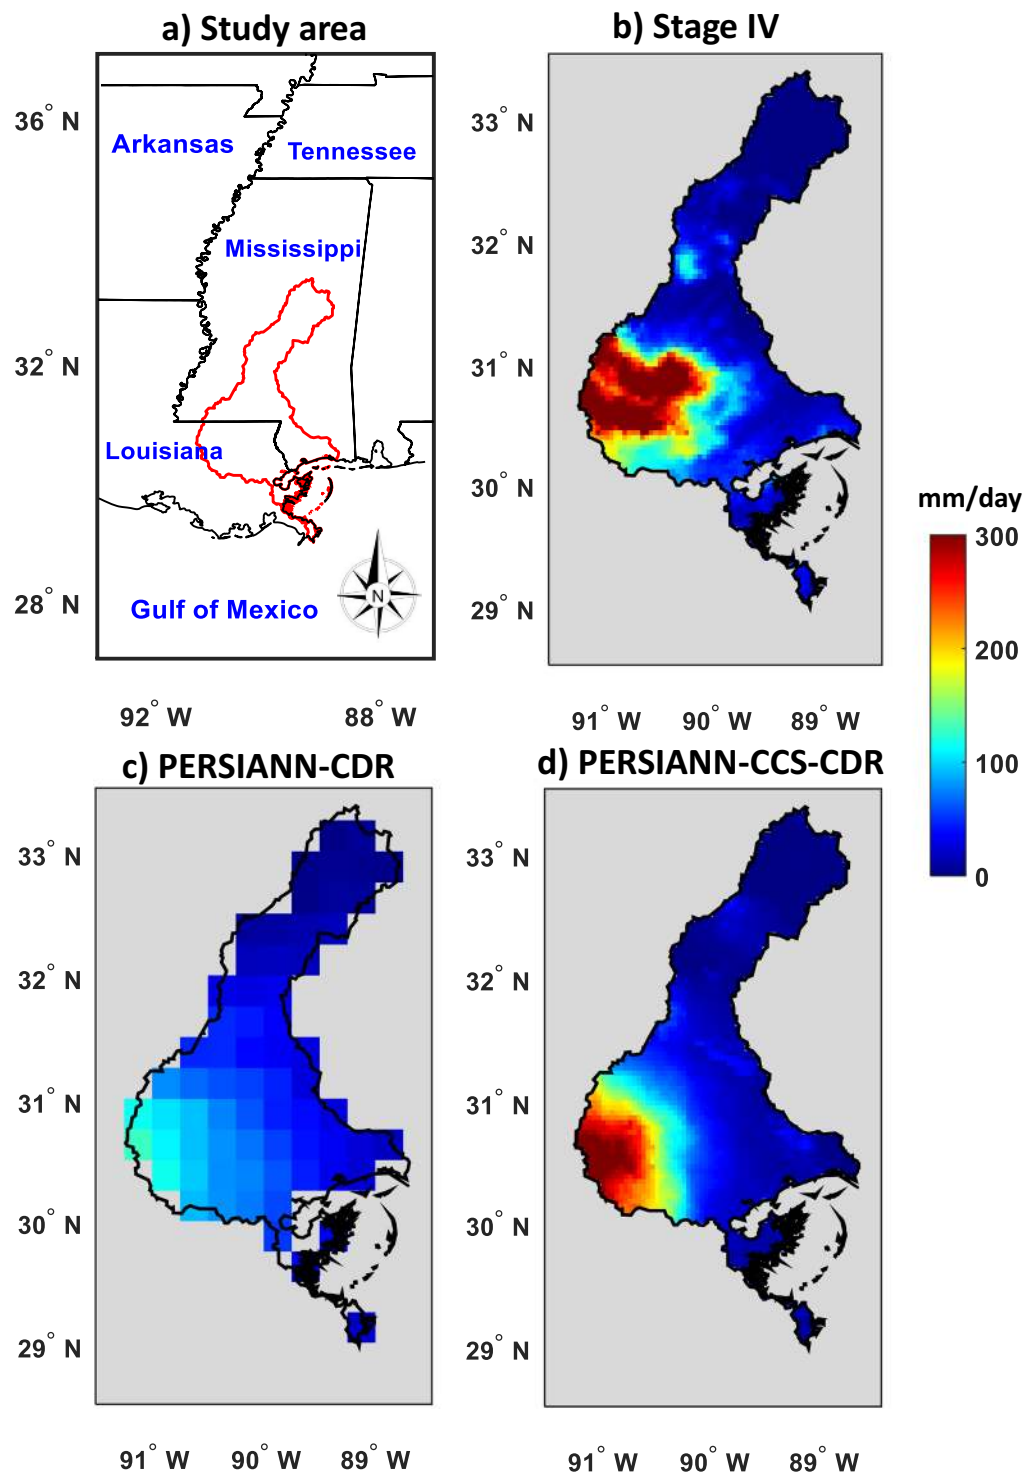 a) Study area
b) Stage IV
36° N
32° N
28° N
Arkansas
Tennessee
Mississippi
Louisiana
Gulf of Mexico
N
92° W
88° W
33° N
32° N
31° N
30° N
29° N
91° W
90° W
89° W
mm/day
300
200
100
0
c) PERSIANN-CDR
d) PERSIANN-CCS-CDR
33° N
32° N
31° N
30° N
29° N
91° W
90° W
89° W
33° N
32° N
31° N
30° N
29° N
91° W
90° W
89° W